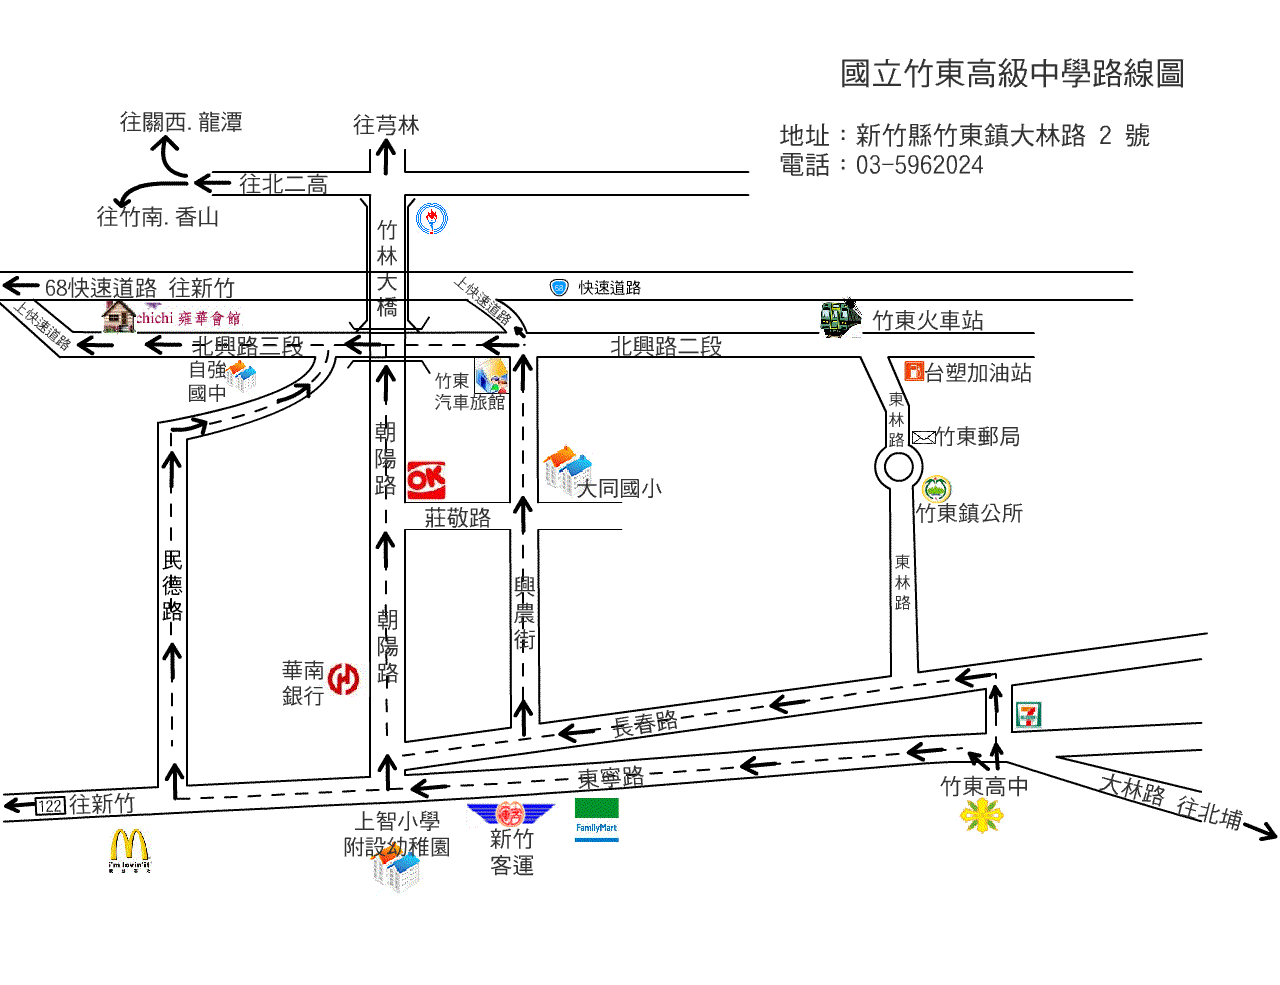 國立竹東高級中學路線圖
地址：新竹縣竹東鎮大林路 2 號
電話：03-5962024
往關西. 龍潭
往芎林
往北二高
往竹南. 香山
竹林大橋
68快速道路 往新竹
上快速道路
68
快速道路
上快速道路
chichi 雍華會館
竹東火車站
北興路三段
北興路二段
自強
國中
竹東
汽車旅館
台塑加油站
東林路
竹東郵局
朝陽路
OK
大同國小
竹東鎮公所
莊敬路
民德路
興農街
東林路
朝陽路
華南
銀行
長春路
7
東寧路
竹東高中
大林路 往北埔
122 往新竹
上智小學
附設幼稚園
新竹
客運
FamilyMart
i'm lovin' it